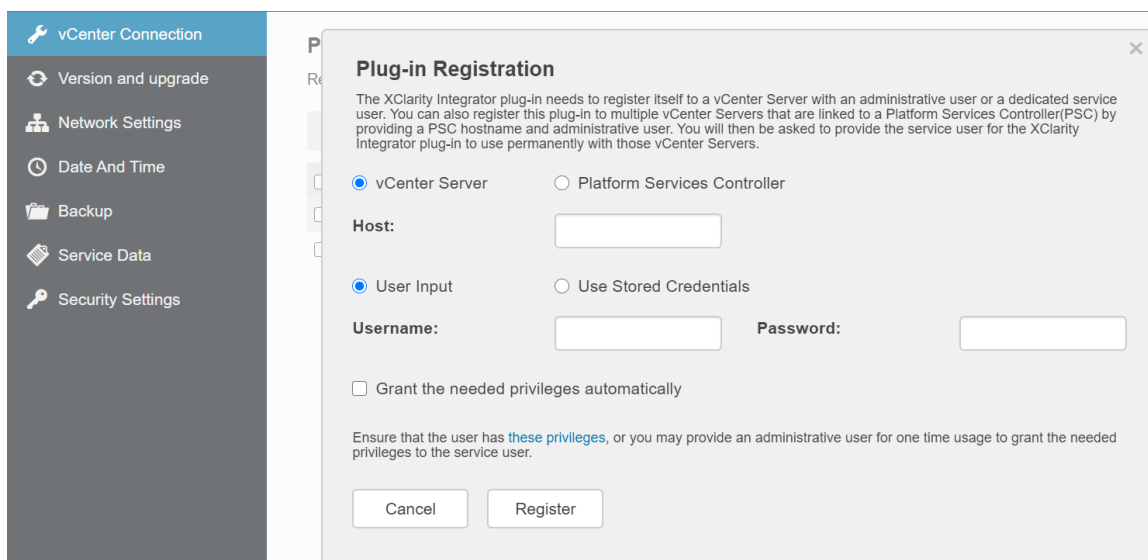 vCenter Connection
Version and upgrade
Network Settings
Date And Time
Backup
Service Data
Security Settings
P
Re
×
Plug-in Registration
The XClarity Integrator plug-in needs to register itself to a vCenter Server with an administrative user or a dedicated service
user. You can also register this plug-in to multiple vCenter Servers that are linked to a Platform Services Controller(PSC) by
providing a PSC hostname and administrative user. You will then be asked to provide the service user for the XClarity
Integrator plug-in to use permanently with those vCenter Servers.
vCenter Server Platform Services Controller
Host:
User Input Use Stored Credentials
Username: Password:
Grant the needed privileges automatically
Ensure that the user has these privileges, or you may provide an administrative user for one time usage to grant the needed
privileges to the service user.
Cancel Register